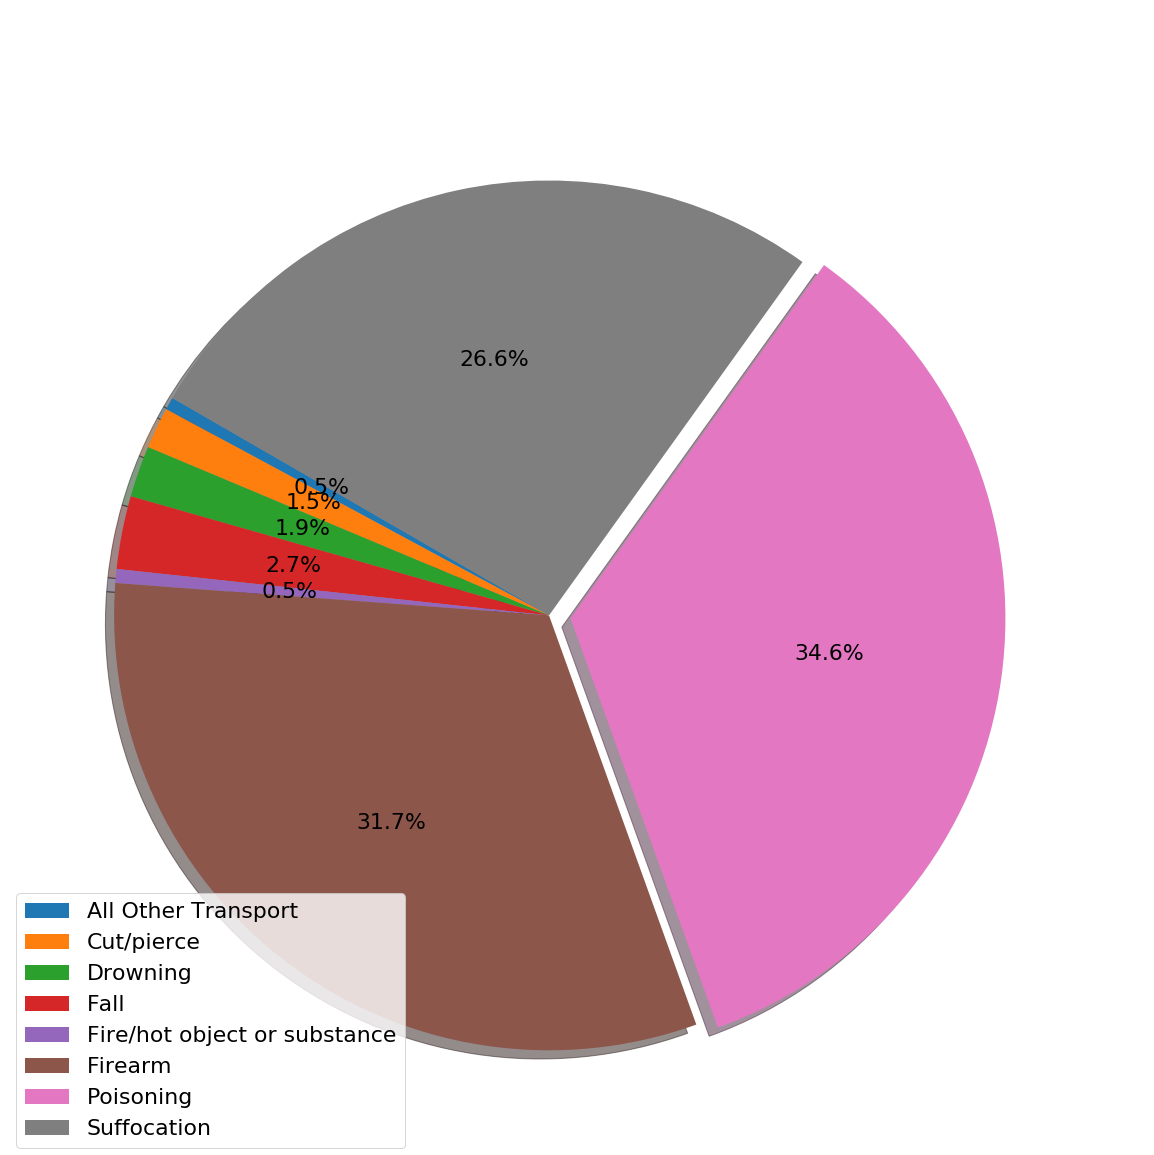 26.6%
0.5%
1.5%
1.9%
2.7%
0.5%
34.6%
31.7%
All Other Transport
Cut/pierce
Drowning
Fall
Fire/hot object or substance
Firearm
Poisoning
Suffocation